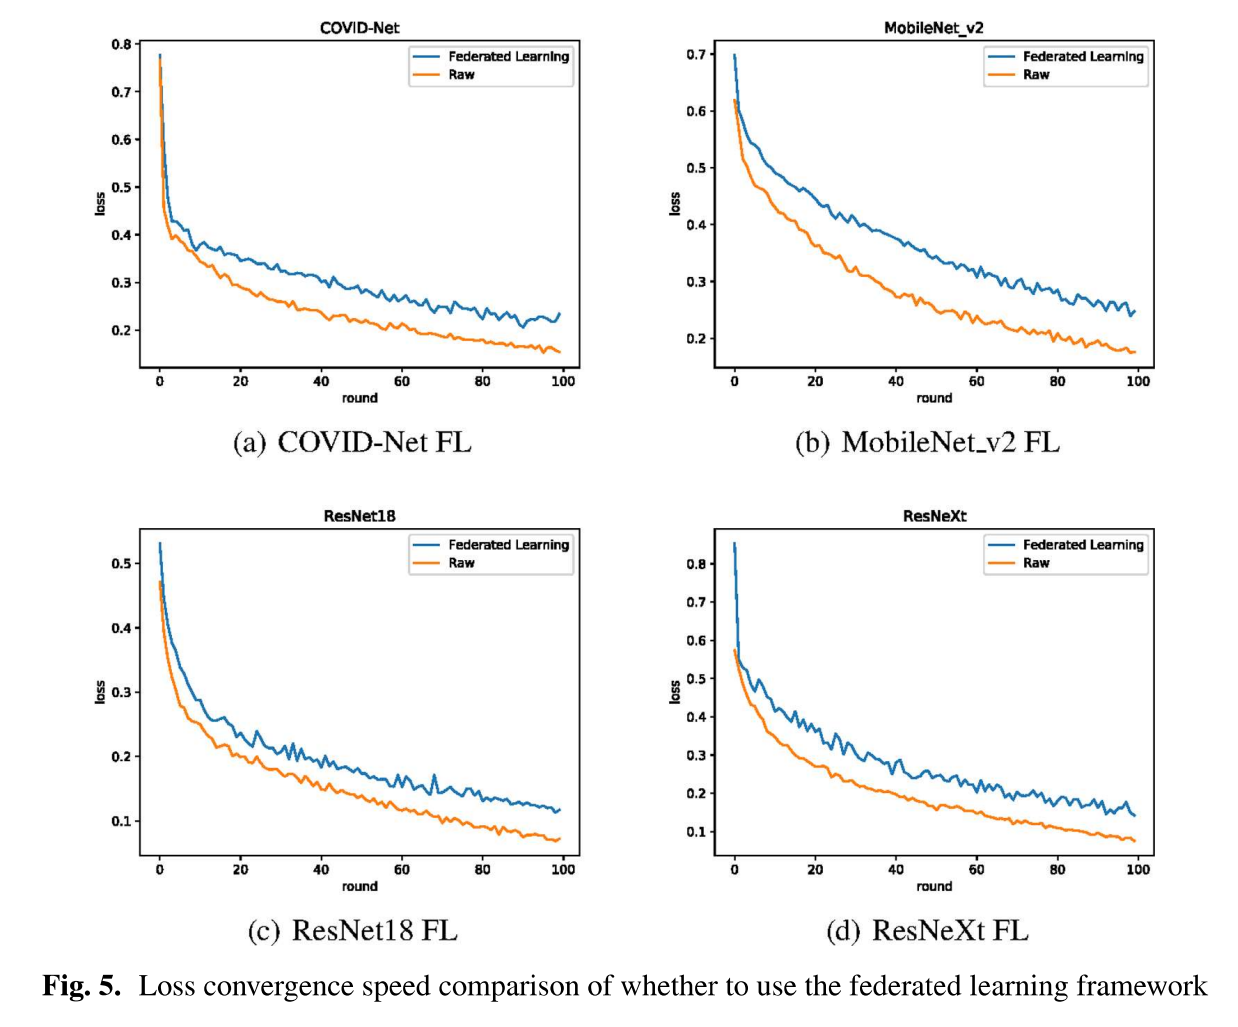 COVID-Net
0.8
0.7
0.6
0.5
0.4
0.3
0.2
loss
Federated Learning
Raw
0 20 40 60 80 100
round
(a) COVID-Net FL
MobileNet_v2
0.7
0.6
0.5
0.4
0.3
0.2
loss
Federated Learning
Raw
0 20 40 60 80 100
round
(b) MobileNet_v2 FL
ResNet18
0.5
0.4
0.3
0.2
0.1
loss
Federated Learning
Raw
0 20 40 60 80 100
round
(c) ResNet18 FL
ResNeXt
0.8
0.7
0.6
0.5
0.4
0.3
0.2
0.1
loss
Federated Learning
Raw
0 20 40 60 80 100
round
(d) ResNeXt FL
Fig. 5. Loss convergence speed comparison of whether to use the federated learning framework